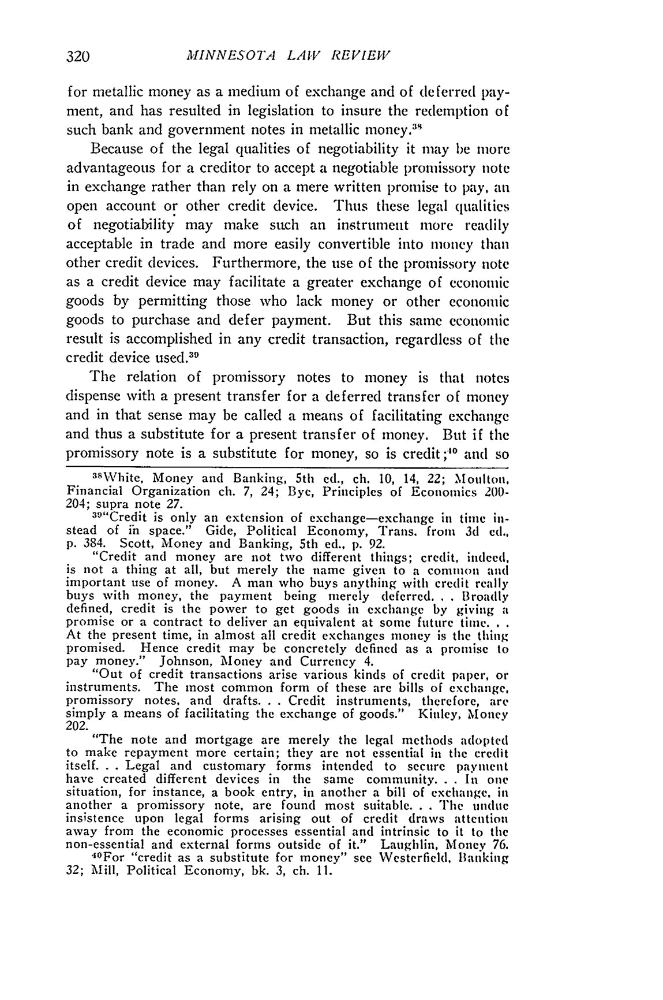 320 MINNESOTA LAW REVIEW
for metallic money as a medium of exchange and of deferred pay-
ment, and has resulted in legislation to insure the redemption of
such bank and government notes in metallic money.³⁸
Because of the legal qualities of negotiability it may be more
advantageous for a creditor to accept a negotiable promissory note
in exchange rather than rely on a mere written promise to pay, an
open account or other credit device. Thus these legal qualities
of negotiability may make such an instrument more readily
acceptable in trade and more easily convertible into money than
other credit devices. Furthermore, the use of the promissory note
as a credit device may facilitate a greater exchange of economic
goods by permitting those who lack money or other economic
goods to purchase and defer payment. But this same economic
result is accomplished in any credit transaction, regardless of the
credit device used.³⁹
The relation of promissory notes to money is that notes
dispense with a present transfer for a deferred transfer of money
and in that sense may be called a means of facilitating exchange
and thus a substitute for a present transfer of money. But if the
promissory note is a substitute for money, so is credit;⁴⁰ and so
³⁸White, Money and Banking, 5th ed., ch. 10, 14, 22; Moulton,
Financial Organization ch. 7, 24; Bye, Principles of Economics 200-
204; supra note 27.
³⁹"Credit is only an extension of exchange—exchange in time in-
stead of in space." Gide, Political Economy, Trans. from 3d ed.,
p. 384. Scott, Money and Banking, 5th ed., p. 92.
"Credit and money are not two different things; credit, indeed,
is not a thing at all, but merely the name given to a common and
important use of money. A man who buys anything with credit really
buys with money, the payment being merely deferred. . . Broadly
defined, credit is the power to get goods in exchange by giving a
promise or a contract to deliver an equivalent at some future time. . .
At the present time, in almost all credit exchanges money is the thing
promised. Hence credit may be concretely defined as a promise to
pay money." Johnson, Money and Currency 4.
"Out of credit transactions arise various kinds of credit paper, or
instruments. The most common form of these are bills of exchange,
promissory notes, and drafts. . . Credit instruments, therefore, are
simply a means of facilitating the exchange of goods." Kinley, Money
202.
"The note and mortgage are merely the legal methods adopted
to make repayment more certain; they are not essential in the credit
itself. . . Legal and customary forms intended to secure payment
have created different devices in the same community. . . In one
situation, for instance, a book entry, in another a bill of exchange, in
another a promissory note, are found most suitable. . . The undue
insistence upon legal forms arising out of credit draws attention
away from the economic processes essential and intrinsic to it to the
non-essential and external forms outside of it." Laughlin, Money 76.
⁴⁰For "credit as a substitute for money" see Westerfield, Banking
32; Mill, Political Economy, bk. 3, ch. 11.